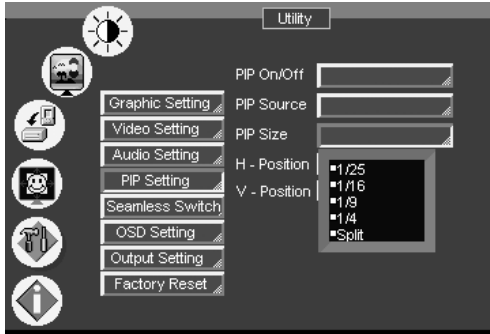 Utility
PIP On/Off
Graphic Setting
PIP Source
Video Setting
PIP Size
Audio Setting
H - Position
PIP Setting
V - Position
Seamless Switch
OSD Setting
Output Setting
Factory Reset
1/25
1/16
1/9
1/4
Split